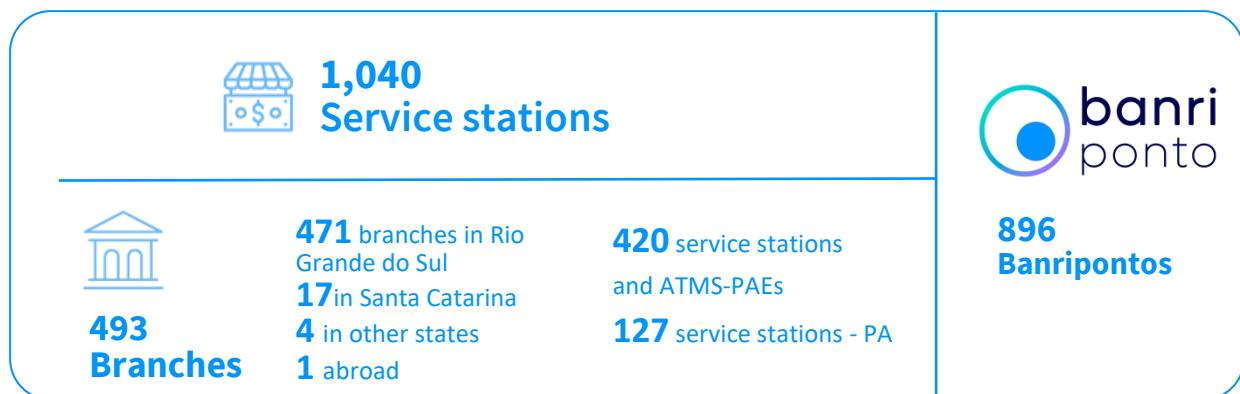 1,040
Service stations
banri
ponto
493
Branches
471 branches in Rio
Grande do Sul
17in Santa Catarina
4 in other states
1 abroad
420 service stations
and ATMS-PAEs
127 service stations - PA
896
Banripontos